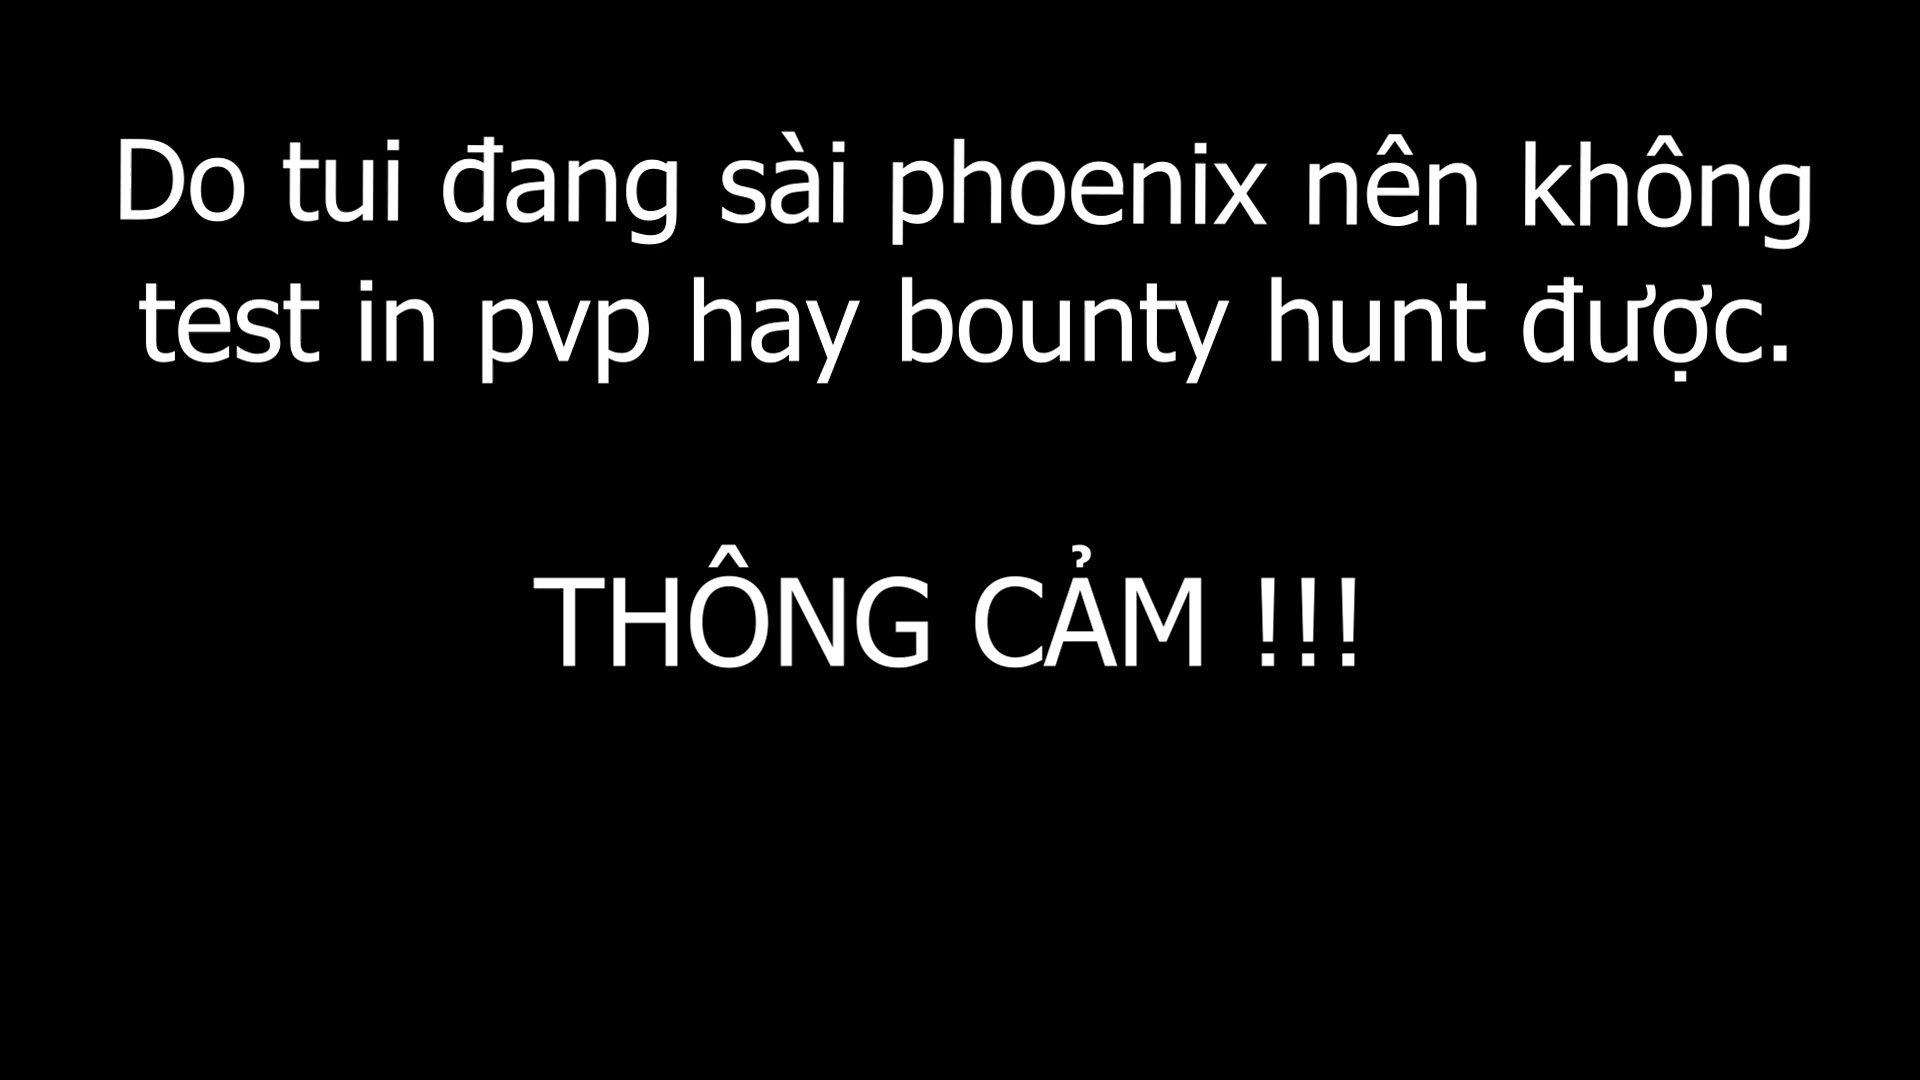 Do tui đang sài phoenix nên không
test in pvp hay bounty hunt được.
THÔNG CẢM !!!